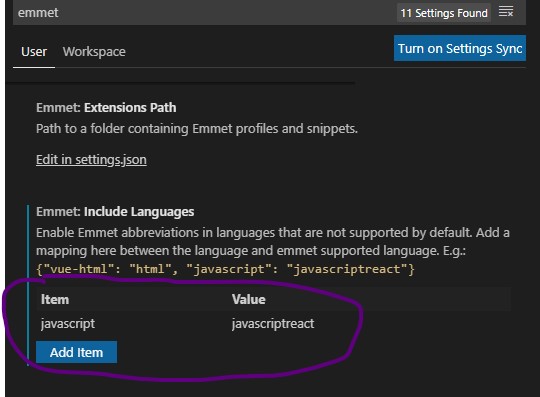 emmet 11 Settings Found
User Workspace Turn on Settings Sync
Emmet: Extensions Path
Path to a folder containing Emmet profiles and snippets.
Edit in settings.json
Emmet: Include Languages
Enable Emmet abbreviations in languages that are not supported by default. Add a
mapping here between the language and emmet supported language. E.g.:
{"vue-html": "html", "javascript": "javascriptreact"}
Item Value
javascript javascriptreact
Add Item